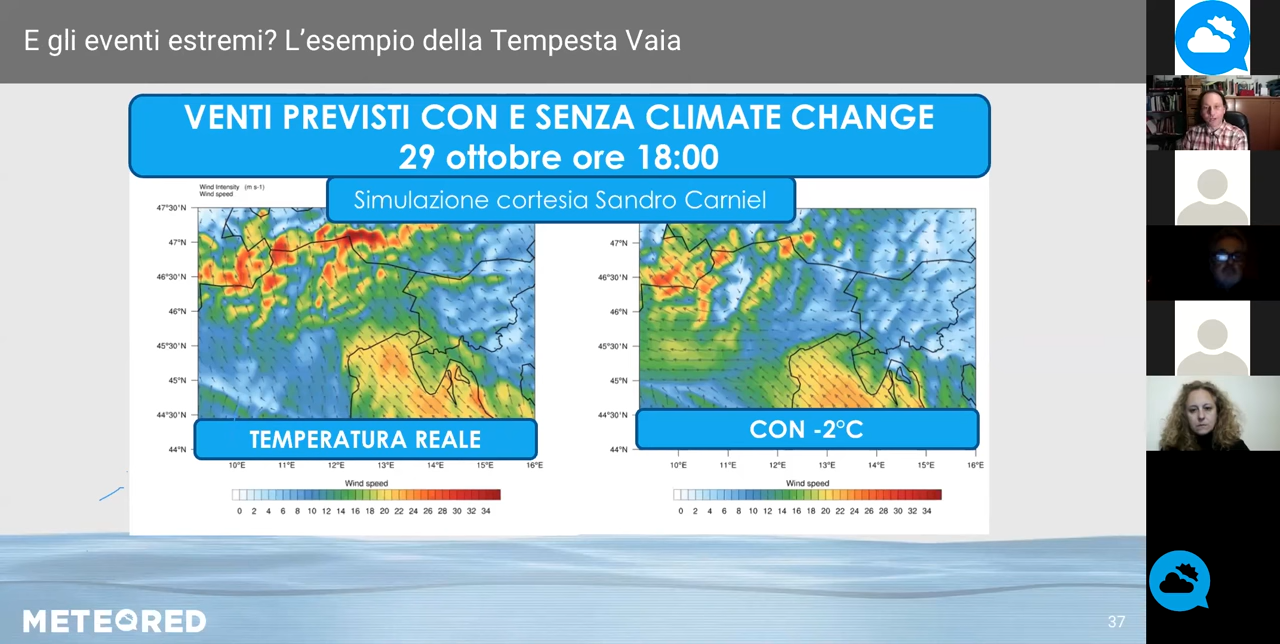 E gli eventi estremi? L’esempio della Tempesta Vaia
VENTI PREVISTI CON E SENZA CLIMATE CHANGE
29 ottobre ore 18:00
Simulazione cortesia Sandro Carniel
Wind Intensity (m s-1)
Wind speed
47°30'N
47°N
46°30'N
46°N
45°30'N
45°N
44°30'N
44°N
10°E 11°E 12°E 13°E 14°E 15°E 16°E
TEMPERATURA REALE
Wind speed
0 2 4 6 8 10 12 14 16 18 20 22 24 26 28 30 32 34
47°N
46°30'N
46°N
45°30'N
45°N
44°30'N
44°N
10°E 11°E 12°E 13°E 14°E 15°E 16°E
CON -2°C
Wind speed
0 2 4 6 8 10 12 14 16 18 20 22 24 26 28 30 32 34
METEORED
37